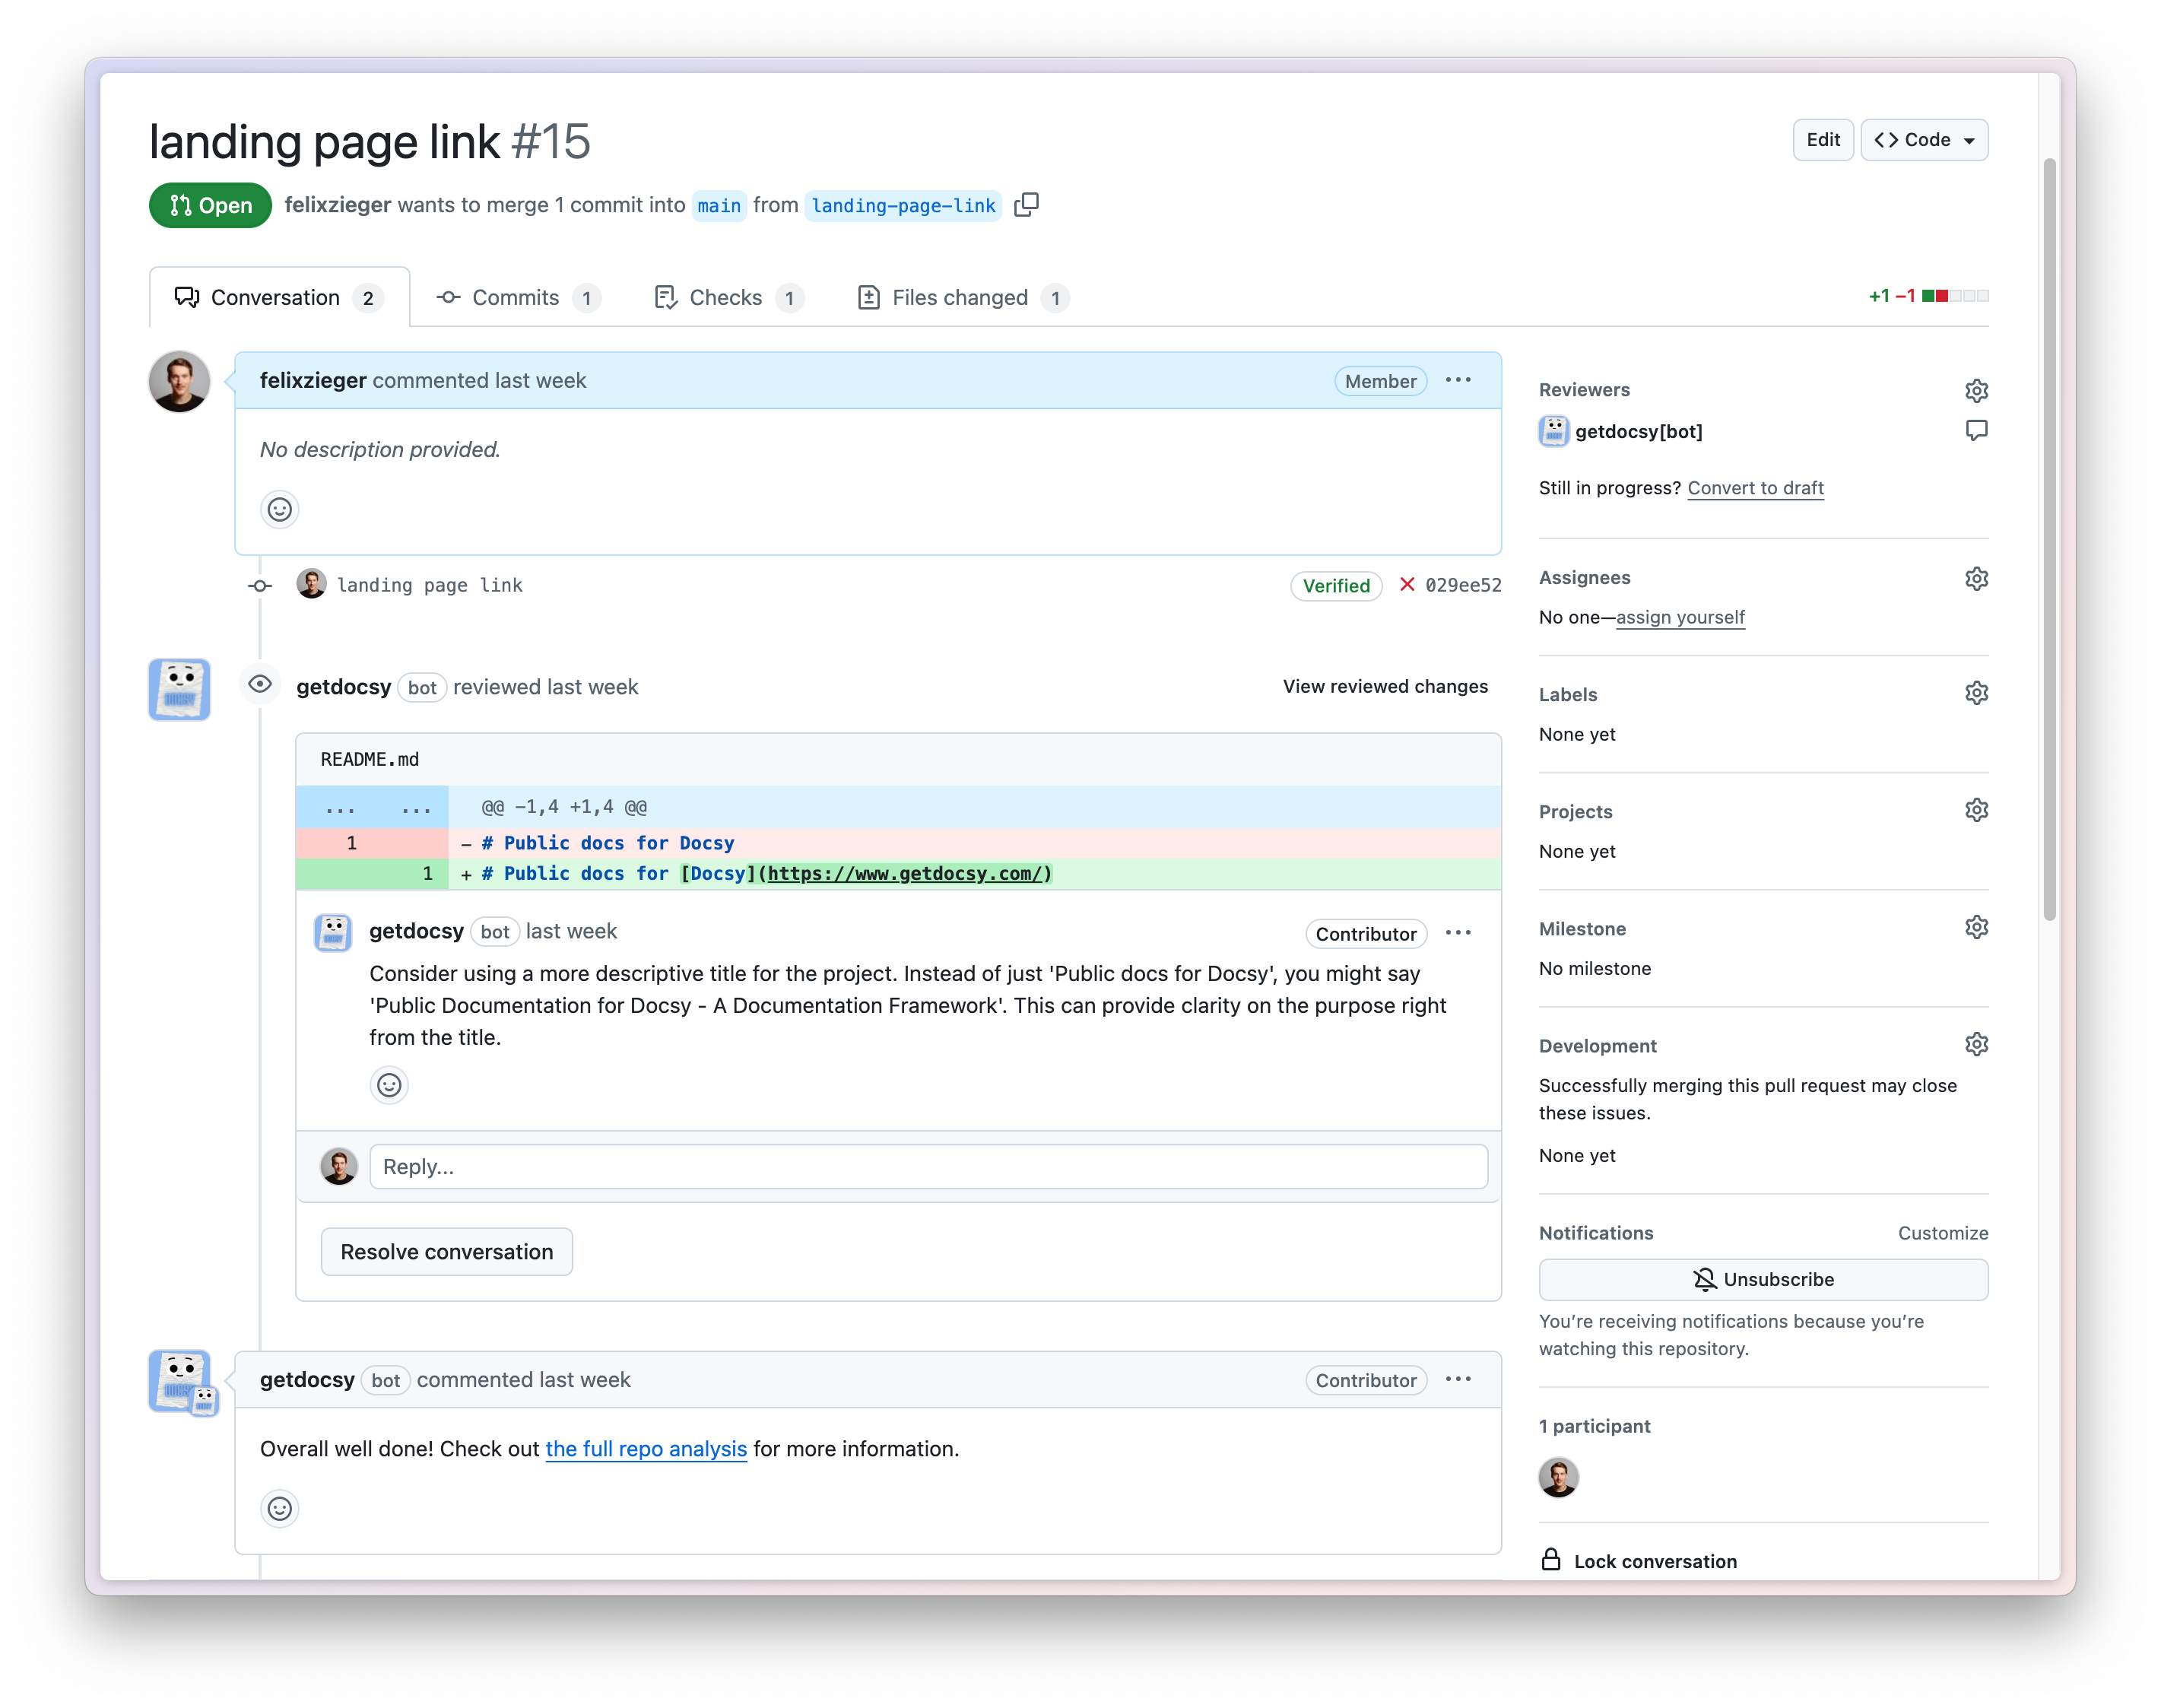 landing page link #15
Edit
Code
Open
felixzieger wants to merge 1 commit into main from landing-page-link
Conversation 2
Commits 1
Checks 1
Files changed 1
+1 −1
felixzieger commented last week
Member
No description provided.
landing page link
Verified
029ee52
getdocsy bot reviewed last week
View reviewed changes
README.md
... ... @@ -1,4 +1,4 @@
1 - # Public docs for Docsy
1 + # Public docs for [Docsy](https://www.getdocsy.com/)
getdocsy bot last week
Contributor
Consider using a more descriptive title for the project. Instead of just 'Public docs for Docsy', you might say
'Public Documentation for Docsy - A Documentation Framework'. This can provide clarity on the purpose right
from the title.
Reply...
Resolve conversation
getdocsy bot commented last week
Contributor
Overall well done! Check out the full repo analysis for more information.
Reviewers
getdocsy[bot]
Still in progress? Convert to draft
Assignees
No one—assign yourself
Labels
None yet
Projects
None yet
Milestone
No milestone
Development
Successfully merging this pull request may close
these issues.
None yet
Notifications
Customize
Unsubscribe
You’re receiving notifications because you’re
watching this repository.
1 participant
Lock conversation